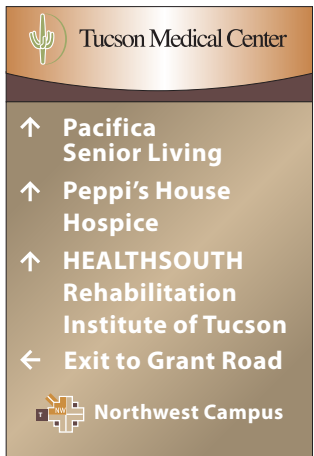 Tucson Medical Center
↑ Pacifica
Senior Living
↑ Peppi's House
Hospice
↑ HEALTHSOUTH
Rehabilitation
Institute of Tucson
← Exit to Grant Road
T NW Northwest Campus